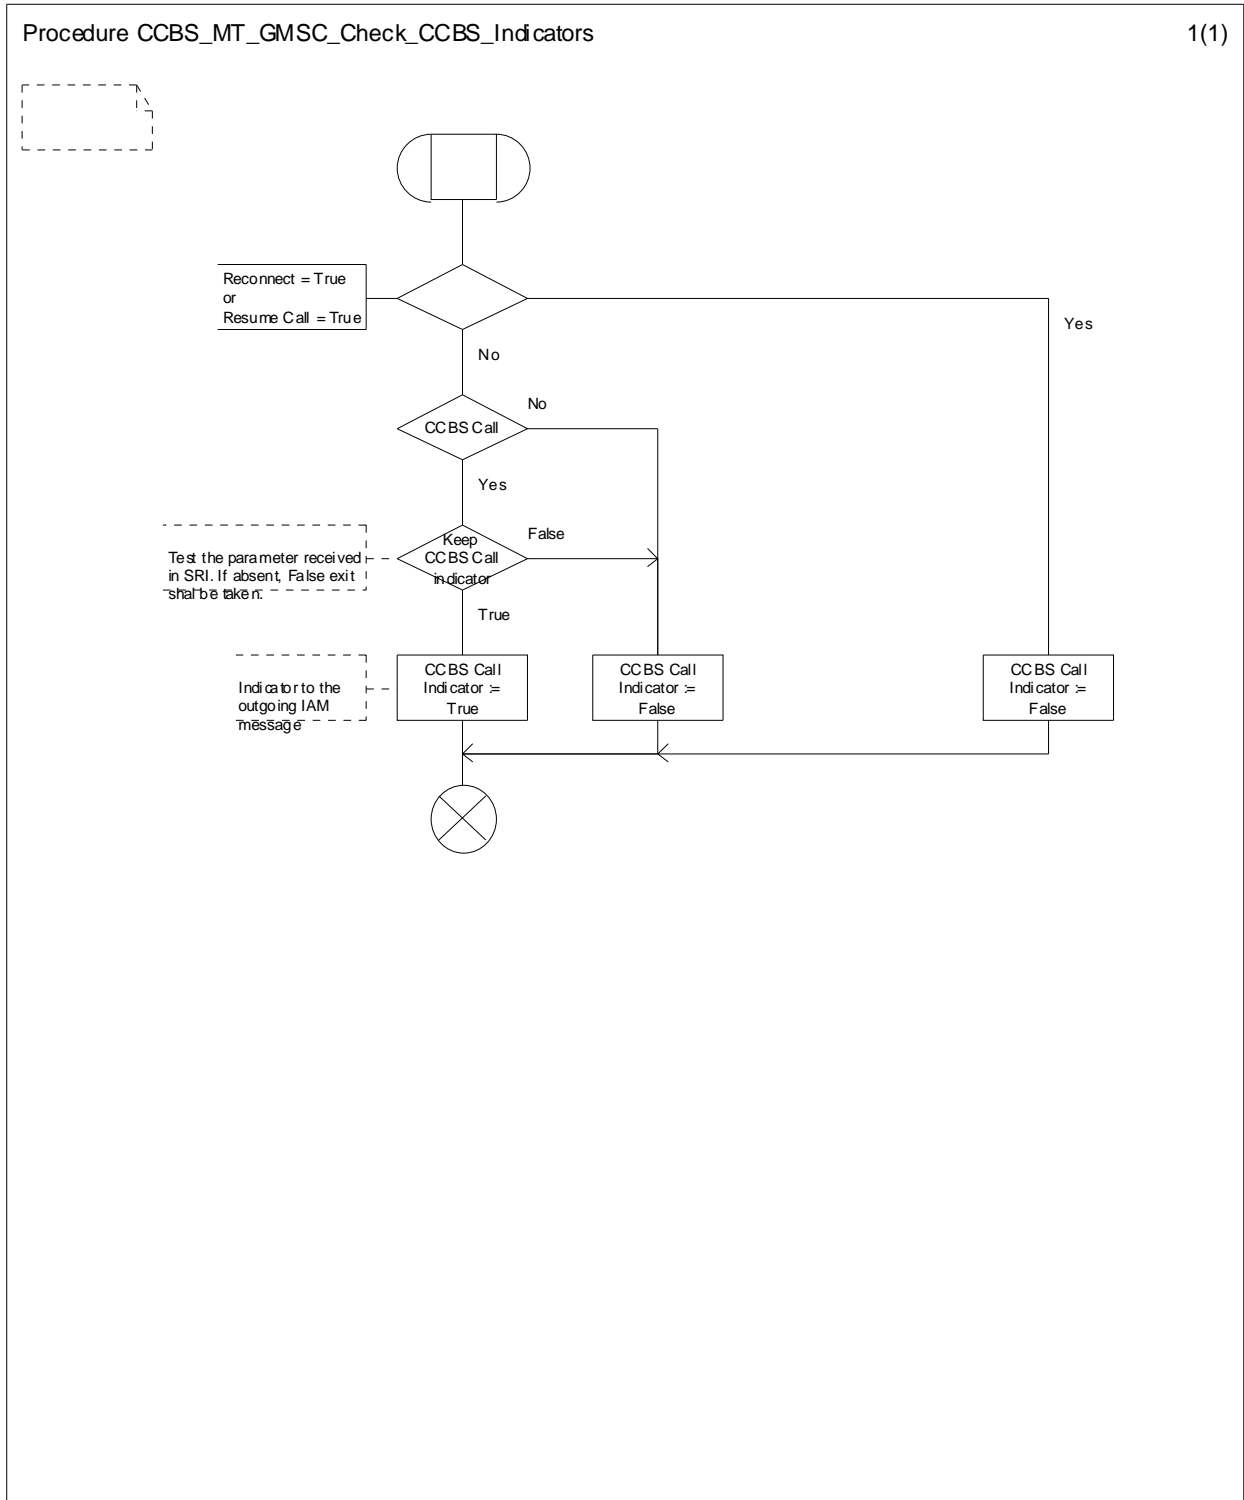 Procedure CCBS_MT_GMSC_Check_CCBS_Indicators
1(1)
Reconnect = True
or
Resume Call = True
Yes
No
CCBS Call
No
Yes
Keep
CCBS Call
indicator
False
Test the parameter received
in SRI. If absent, False exit
shal be taken.
True
Indicator to the
outgoing IAM
message
CCBS Call
Indicator :=
True
CCBS Call
Indicator :=
False
CCBS Call
Indicator :=
False